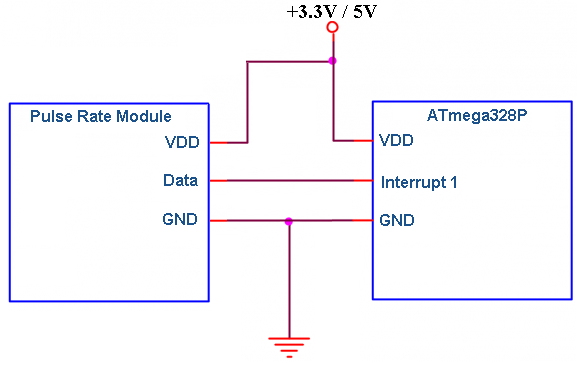 +3.3V / 5V
Pulse Rate Module
ATmega328P
VDD
VDD
Data
Interrupt 1
GND
GND